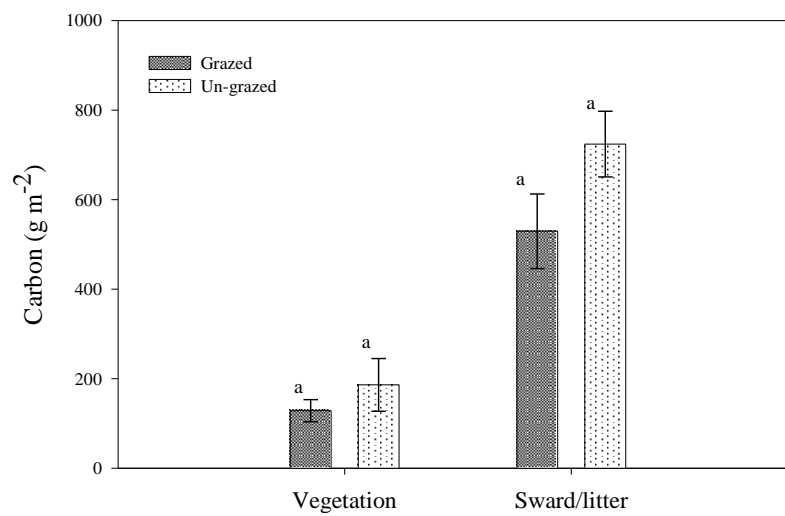 1000
800
600
400
200
0
Carbon (g m⁻²)
Grazed
Un-grazed
a
a
a
a
Vegetation
Sward/litter